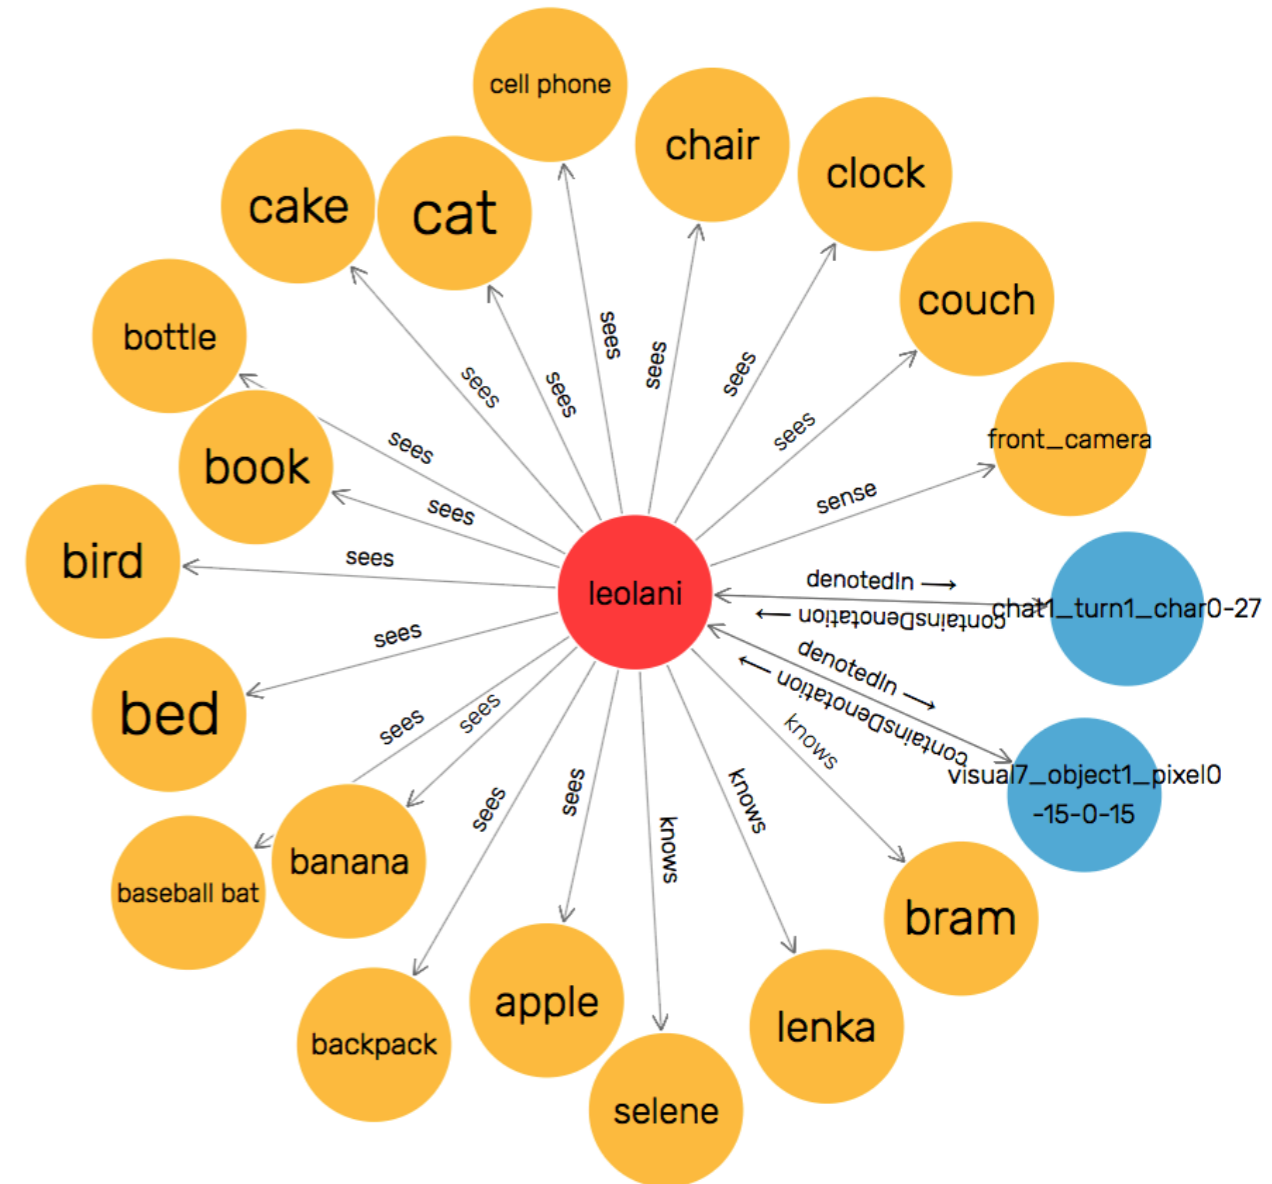 cell phone
chair
clock
cake
cat
couch
bottle
book
front_camera
bird
bed
leolani
chat1_turn1_char0-27
visual7_object1_pixel0
-15-0-15
baseball bat
banana
bram
backpack
apple
lenka
selene
sees
sees
sees
sees
sees
sees
sees
sees
sees
sees
sees
sees
sees
sees
sense
denotedIn →
containsDenotation →
denotedIn →
containsDenotation →
knows
knows
knows